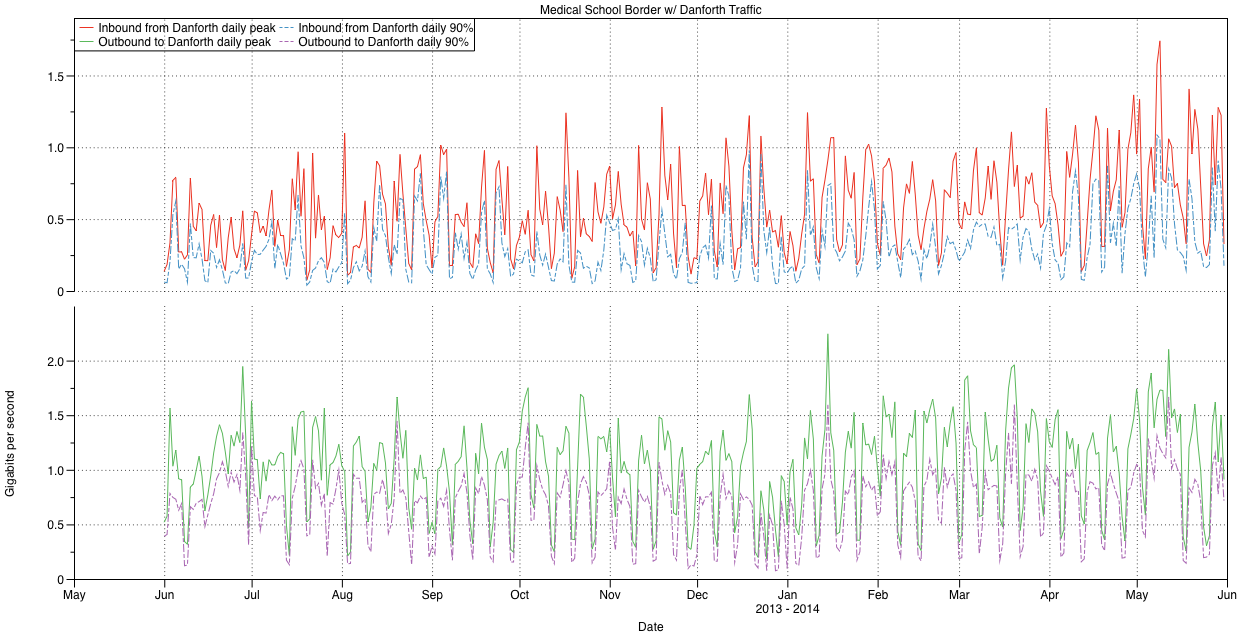 Medical School Border w/ Danforth Traffic
Inbound from Danforth daily peak Inbound from Danforth daily 90%
Outbound to Danforth daily peak Outbound to Danforth daily 90%
1.5
1.0
0.5
0
Gigabits per second
2.0
1.5
1.0
0.5
0
May Jun Jul Aug Sep Oct Nov Dec Jan Feb Mar Apr May Jun
2013 - 2014
Date